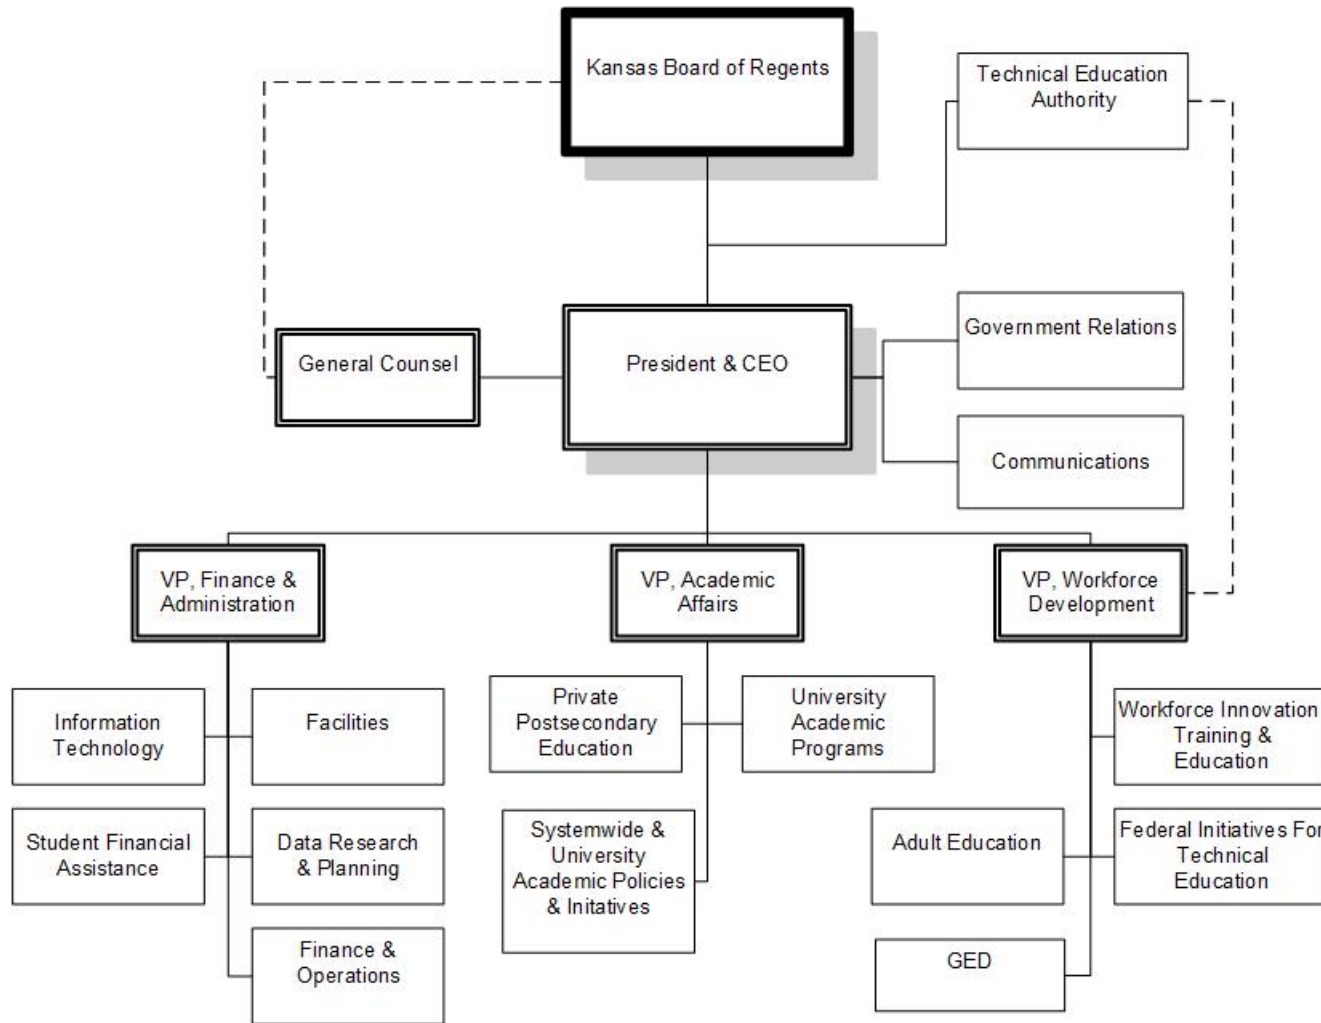 Kansas Board of Regents
Technical Education
Authority
Government Relations
General Counsel
President & CEO
Communications
VP, Finance &
Administration
VP, Academic
Affairs
VP, Workforce
Development
Information
Technology
Facilities
Private
Postsecondary
Education
University
Academic
Programs
Workforce Innovation
Training &
Education
Student Financial
Assistance
Data Research
& Planning
Systemwide &
University
Academic Policies
& Initatives
Adult Education
Federal Initiatives For
Technical
Education
Finance &
Operations
GED